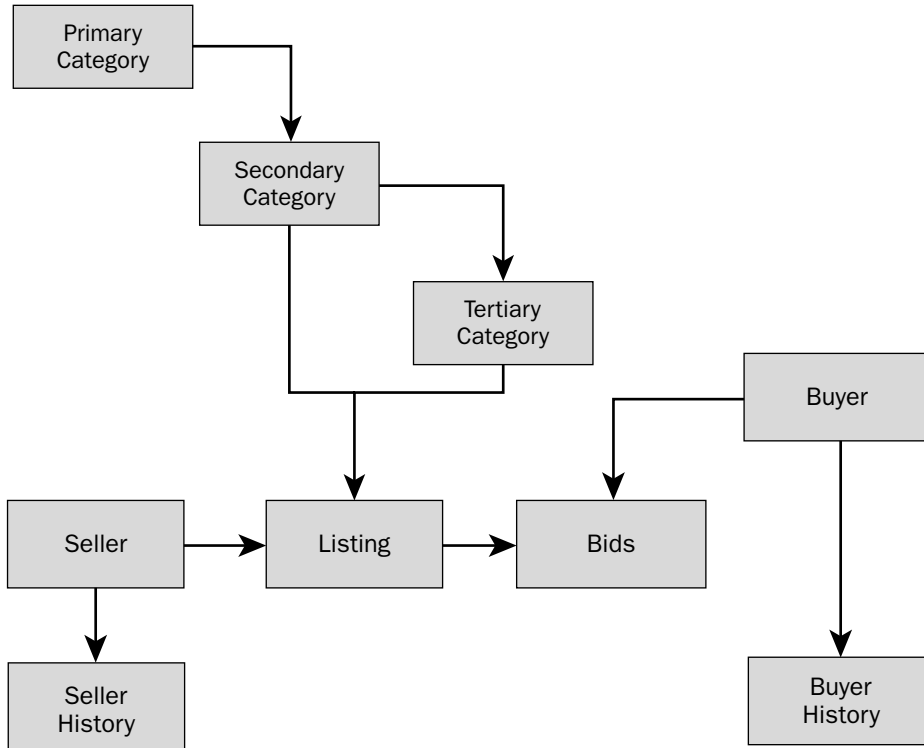 Primary
Category
Secondary
Category
Tertiary
Category
Buyer
Seller
Listing
Bids
Seller
History
Buyer
History